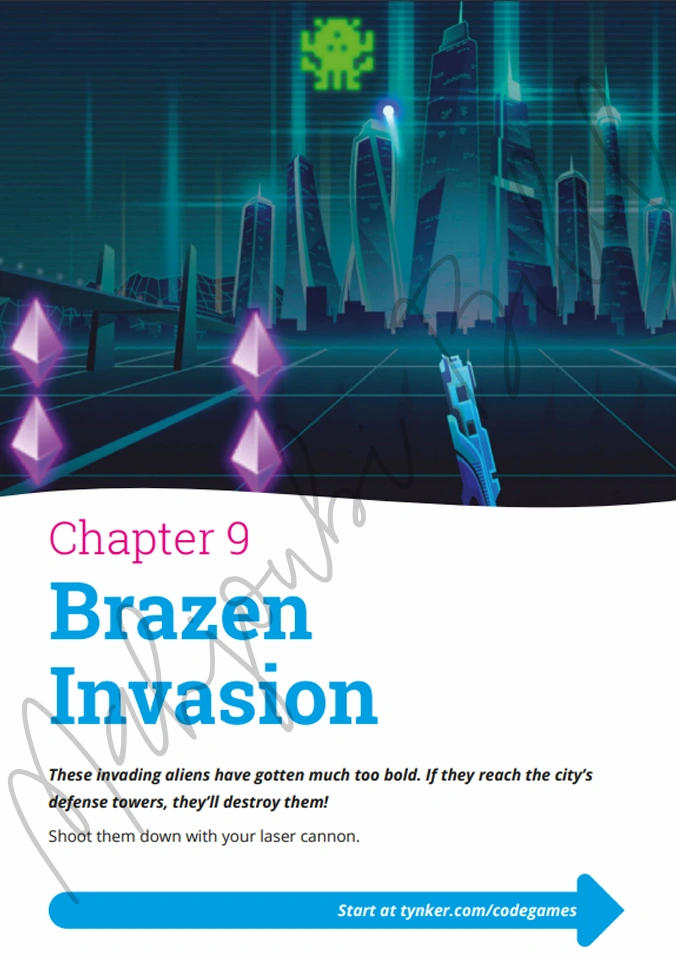 Chapter 9
Brazen
Invasion
These invading aliens have gotten much too bold. If they reach the city's
defense towers, they'll destroy them!
Shoot them down with your laser cannon.
Start at tynker.com/codegames